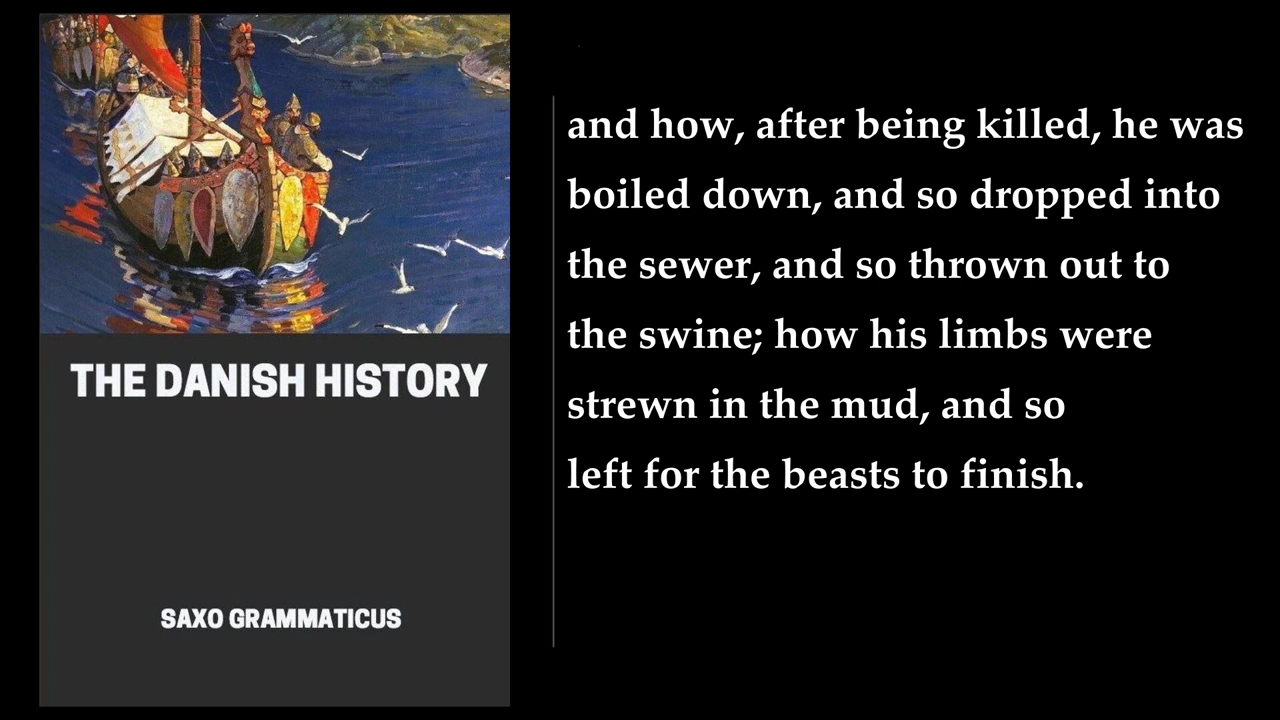 THE DANISH HISTORY
SAXO GRAMMATICUS
and how, after being killed, he was
boiled down, and so dropped into
the sewer, and so thrown out to
the swine; how his limbs were
strewn in the mud, and so
left for the beasts to finish.